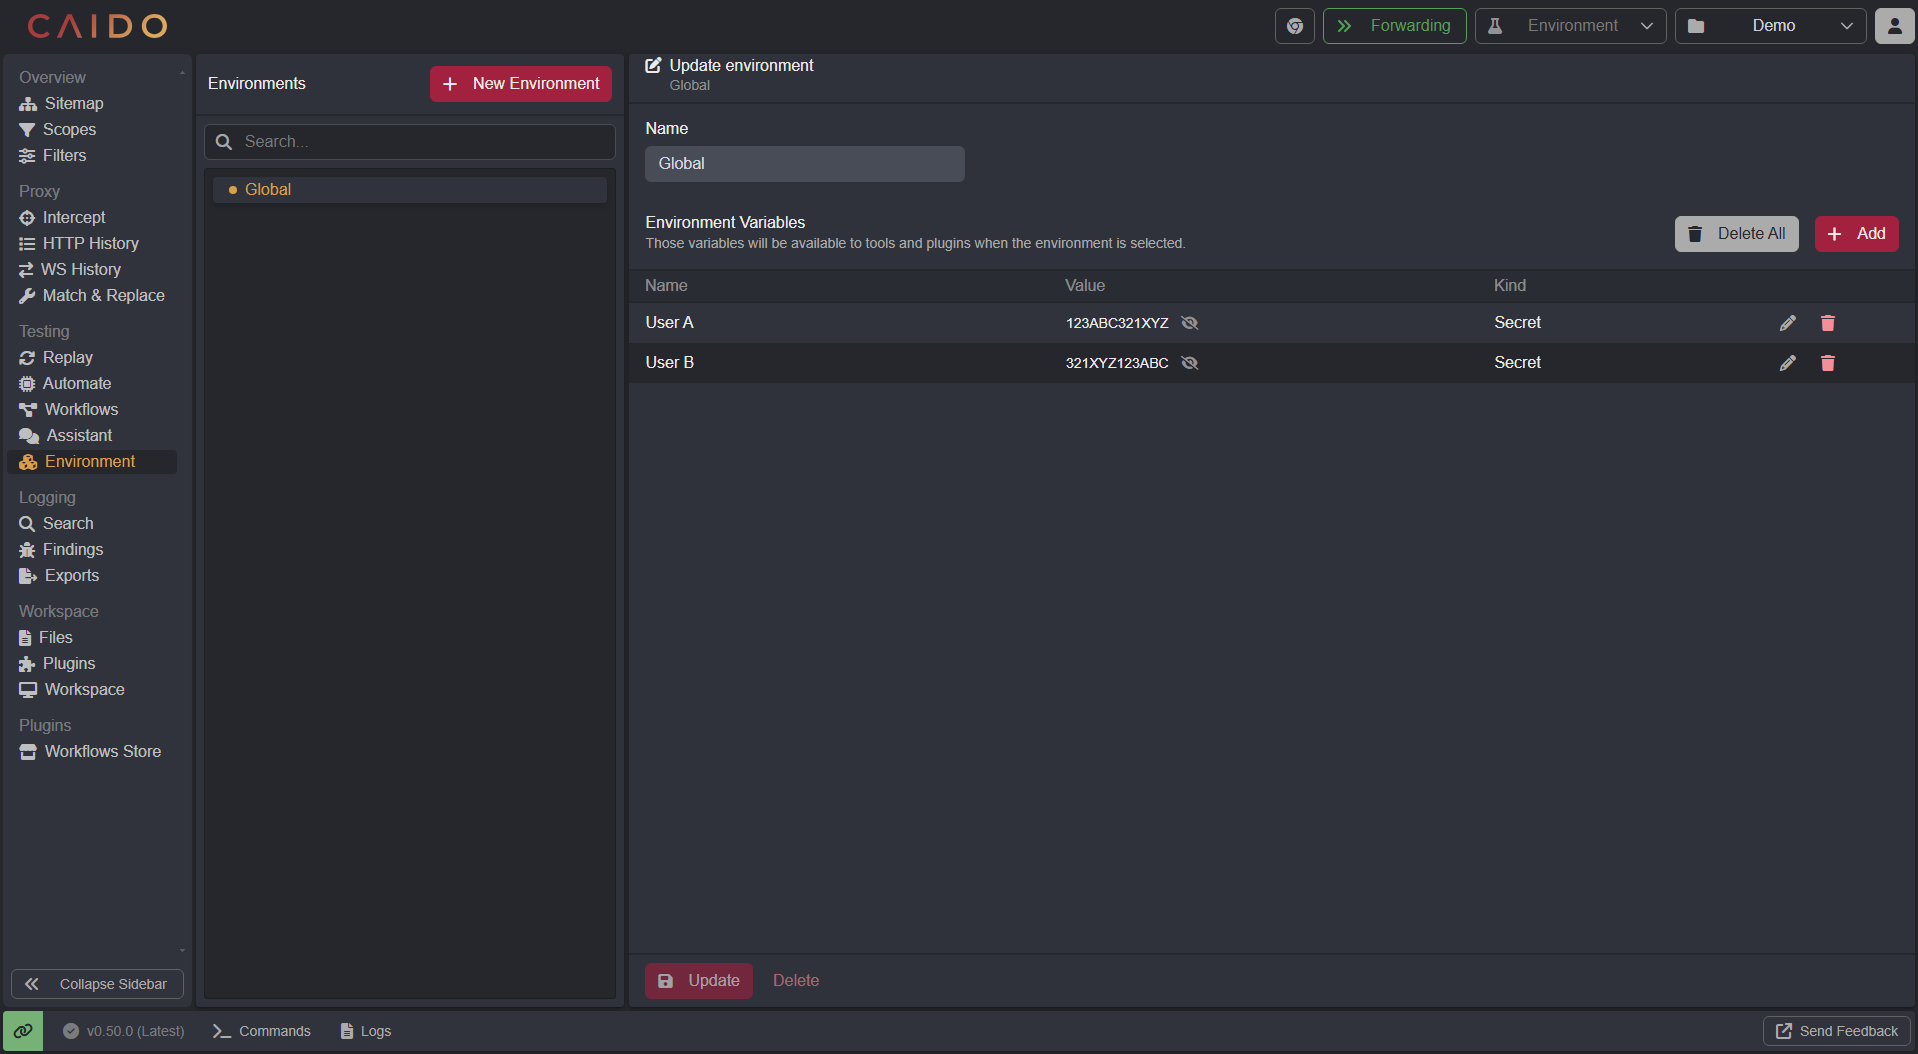 CAIDO
Forwarding
Environment
Demo
Overview
Sitemap
Scopes
Filters
Proxy
Intercept
HTTP History
WS History
Match & Replace
Testing
Replay
Automate
Workflows
Assistant
Environment
Logging
Search
Findings
Exports
Workspace
Files
Plugins
Workspace
Plugins
Workflows Store
Collapse Sidebar
Environments
New Environment
Search...
Global
Update environment
Global
Name
Global
Environment Variables
Those variables will be available to tools and plugins when the environment is selected.
Delete All
Add
Name Value Kind
User A 123ABC321XYZ Secret
User B 321XYZ123ABC Secret
Update Delete
v0.50.0 (Latest)
Commands
Logs
Send Feedback